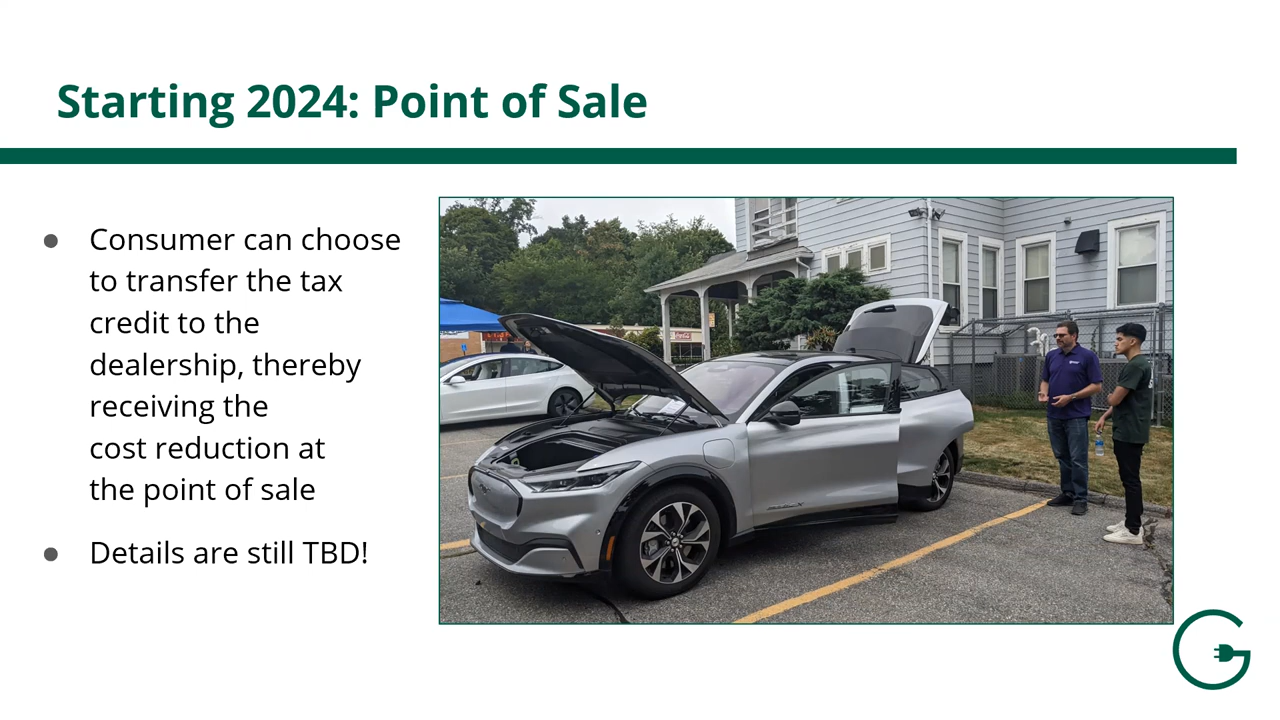 Starting 2024: Point of Sale
Consumer can choose
to transfer the tax
credit to the
dealership, thereby
receiving the
cost reduction at
the point of sale
Details are still TBD!